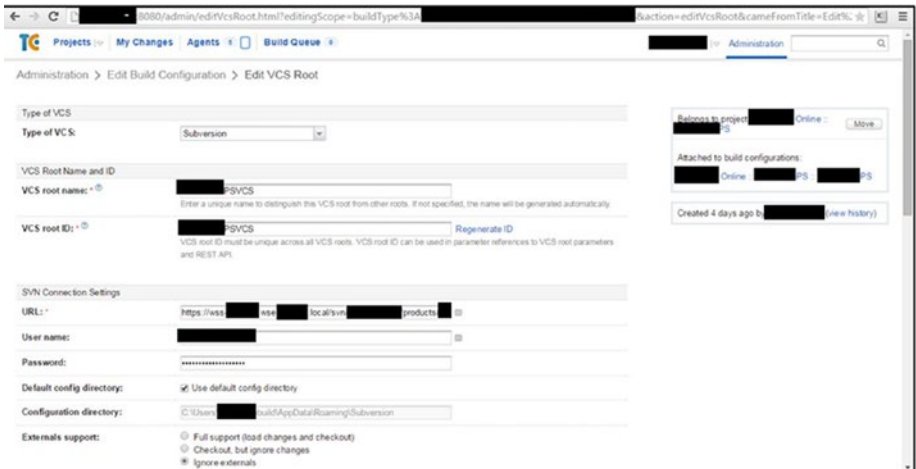 :8080/admin/editVcsRoot.html?editingScope=buildType%3A &action=editVcsRoot&cameFromTitle=Edit%
TC Projects My Changes Agents Build Queue Administration
Administration > Edit Build Configuration > Edit VCS Root
Type of VCS
Type of VCS: Subversion
Belongs to project Online :: PS Move
Attached to build configurations:
Online : PS : PS
Created 4 days ago by (view history)
VCS Root Name and ID
VCS root name: * PSVCS
Enter a unique name to distinguish this VCS root from other roots. If not specified, the name will be generated automatically.
VCS root ID: * PSVCS Regenerate ID
VCS root ID must be unique across all VCS roots. VCS root ID can be used in parameter references to VCS root parameters
and REST API.
SVN Connection Settings
URL: * https://wss- wse .local/svn/ products-
User name:
Password: ••••••••••••••••••
Default config directory: Use default config directory
Configuration directory: C:\Users\ build\AppData\Roaming\Subversion
Externals support: Full support (load changes and checkout)
Checkout, but ignore changes
Ignore externals